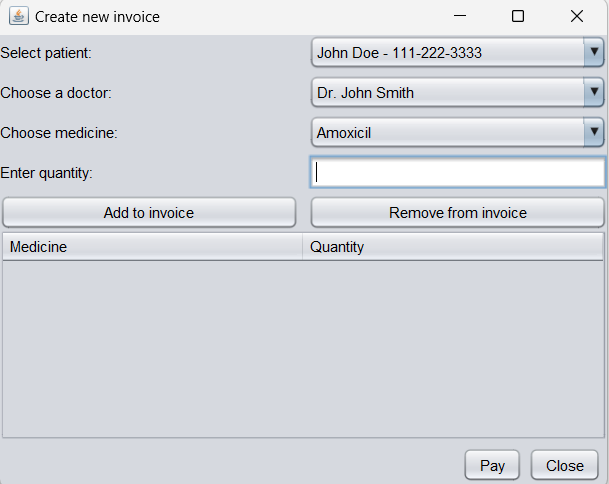 Create new invoice
Select patient: John Doe - 111-222-3333
Choose a doctor: Dr. John Smith
Choose medicine: Amoxicil
Enter quantity:
Add to invoice Remove from invoice
Medicine Quantity
Pay Close